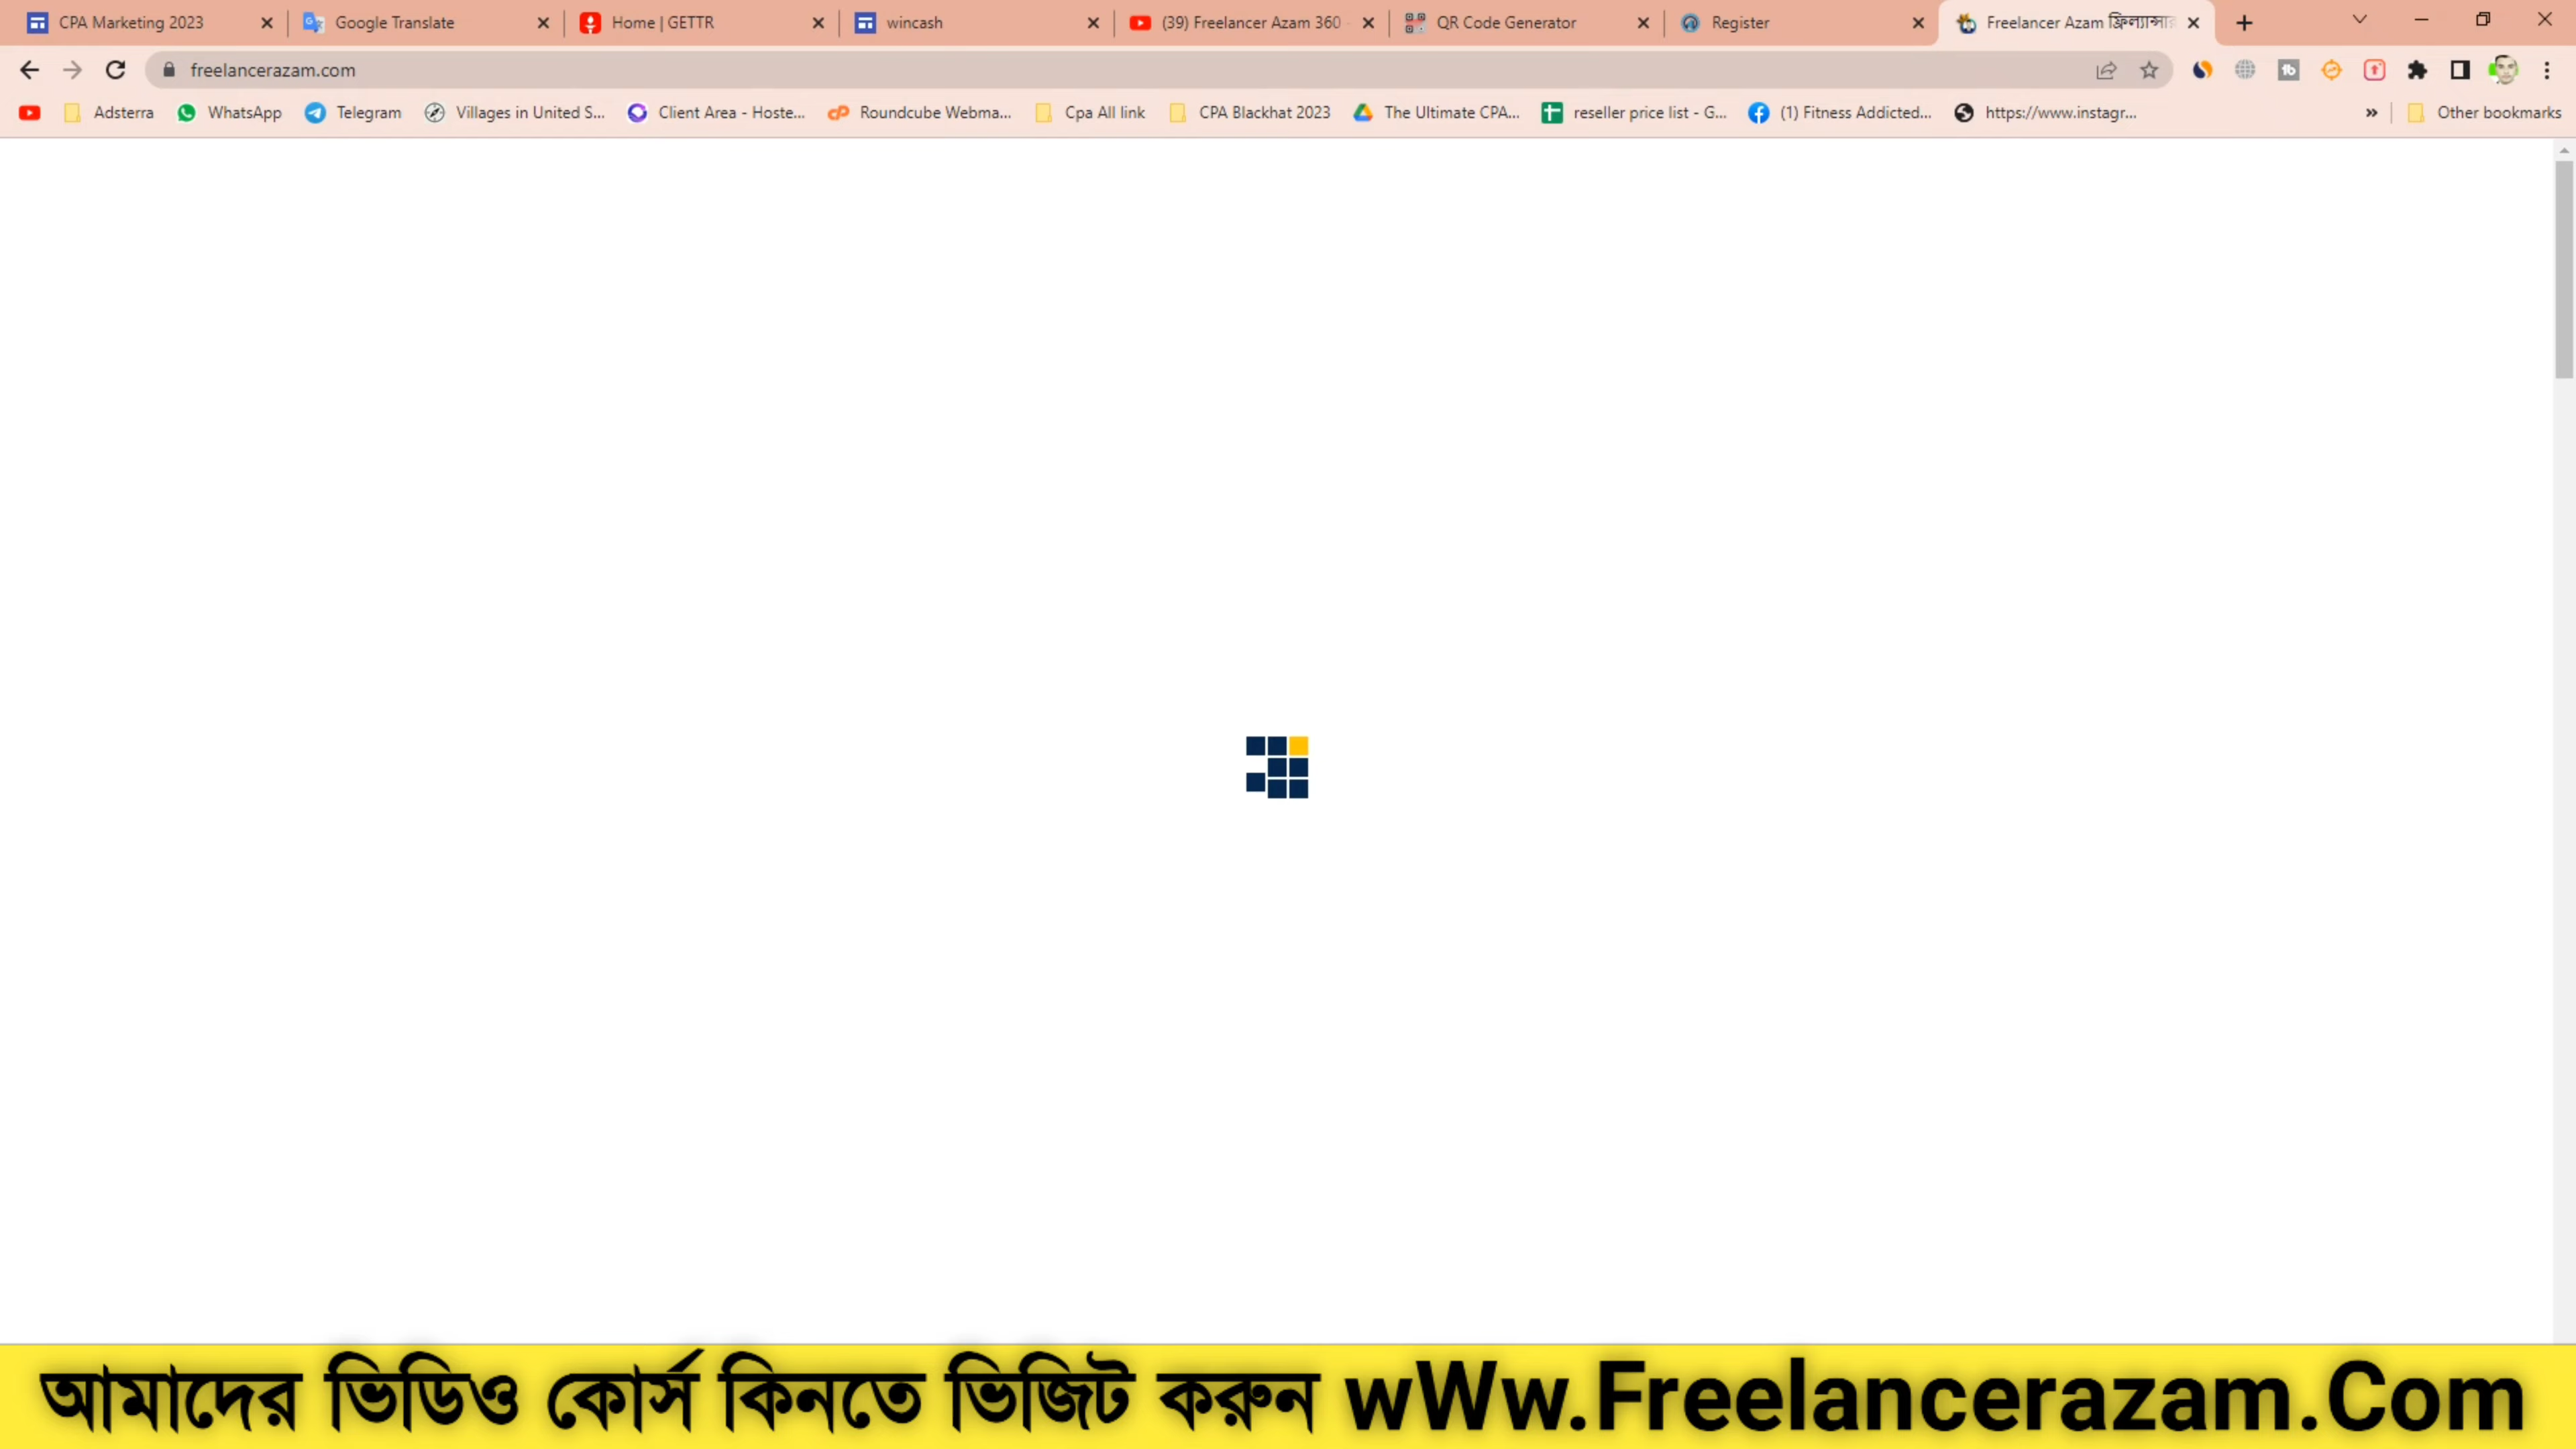 CPA Marketing 2023
Google Translate
Home | GETTR
wincash
(39) Freelancer Azam 360 -
QR Code Generator
Register
Freelancer Azam ফ্রিল্যান্সার
freelancerazam.com
Adsterra
WhatsApp
Telegram
Villages in United S...
Client Area - Hoste...
Roundcube Webma...
Cpa All link
CPA Blackhat 2023
The Ultimate CPA...
reseller price list - G...
(1) Fitness Addicted...
https://www.instagr...
»
Other bookmarks
আমাদের ভিডিও কোর্স কিনতে ভিজিট করুন wWw.Freelancerazam.Com